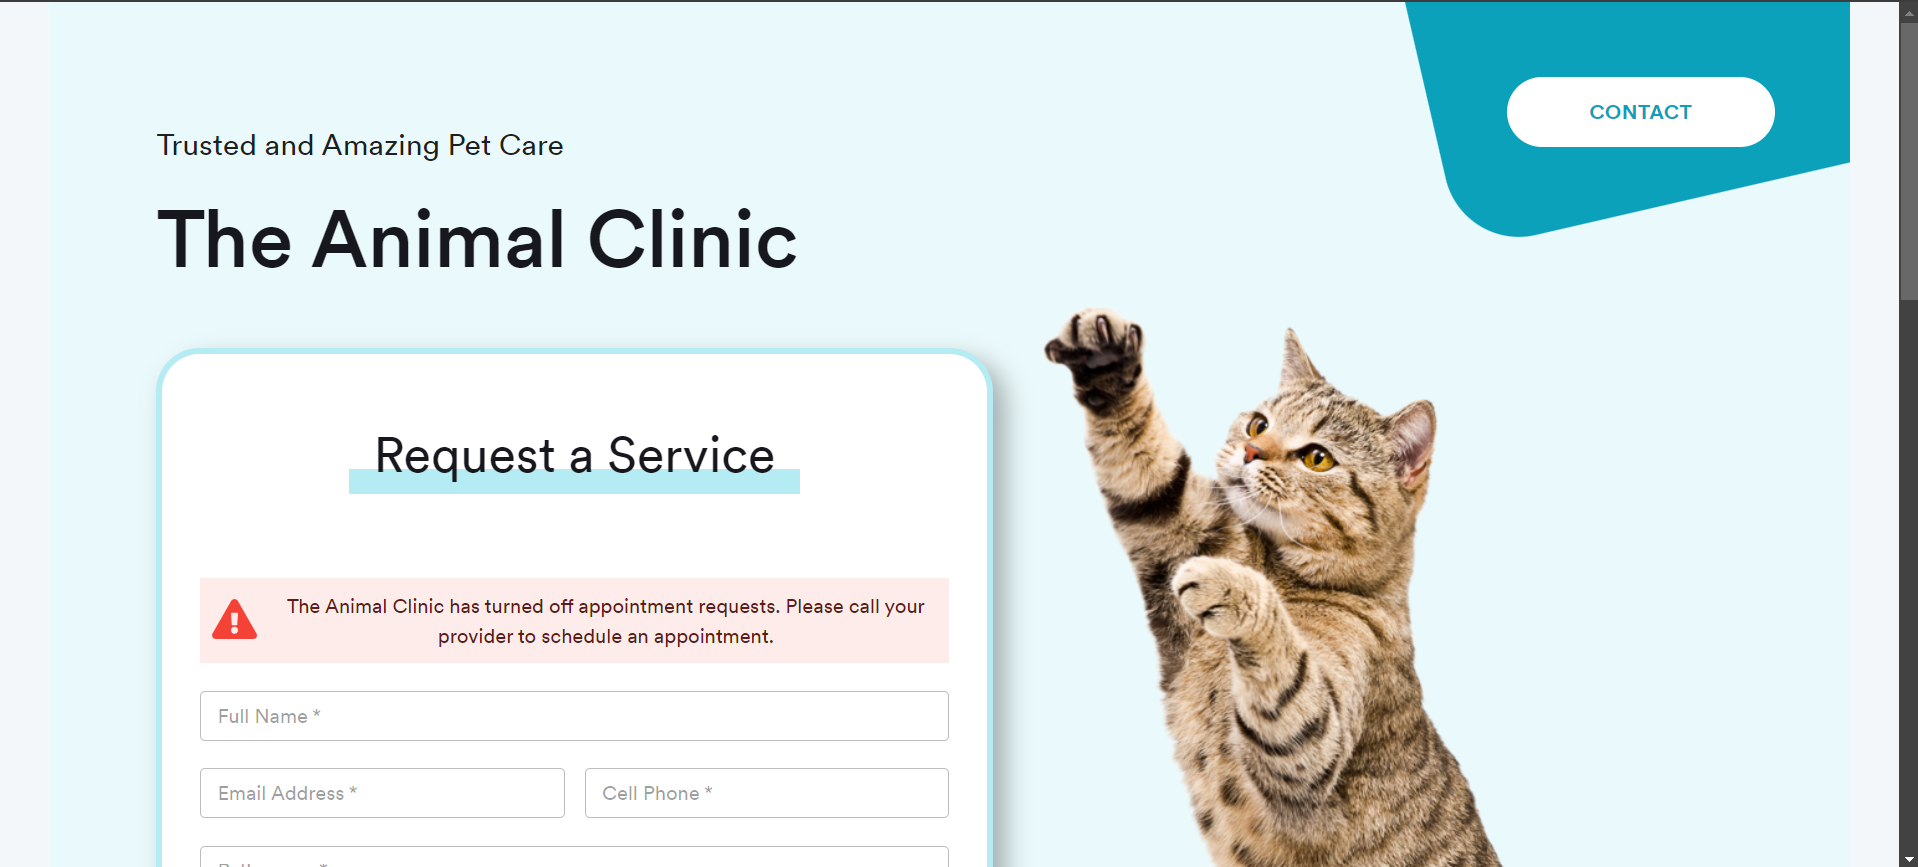 CONTACT
Trusted and Amazing Pet Care
The Animal Clinic
Request a Service
The Animal Clinic has turned off appointment requests. Please call your
provider to schedule an appointment.
Full Name *
Email Address *
Cell Phone *